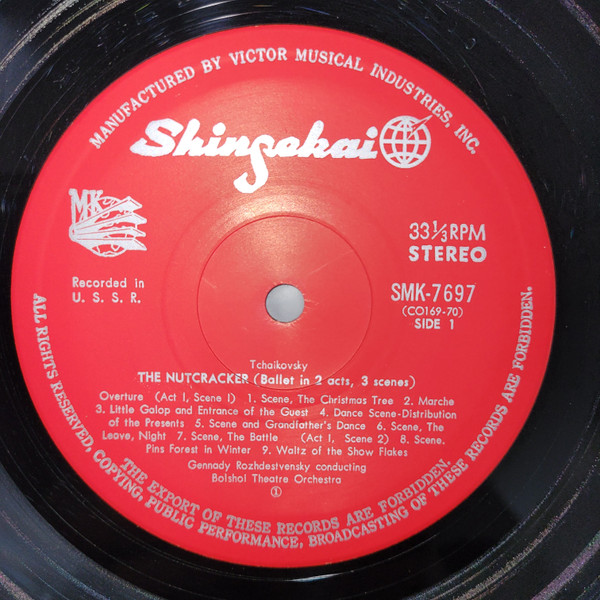 MANUFACTURED BY VICTOR MUSICAL INDUSTRIES, INC.
Shinsekai
MK
33 1/3 RPM
STEREO
Recorded in
U. S. S. R.
SMK-7697
(CO169-70)
SIDE 1
Tchaikovsky
THE NUTCRACKER (Ballet in 2 acts, 3 scenes)
Overture (Act I, Scene I) 1. Scene, The Christmas Tree 2. Marche
3. Little Galop and Entrance of the Guest 4. Dance Scene-Distribution
of the Presents 5. Scene and Grandfather's Dance 6. Scene, The
Leave, Night 7. Scene, The Battle (Act I, Scene 2) 8. Scene.
Pins Forest in Winter 9. Waltz of the Show Flakes
Gennady Rozhdestvensky conducting
Bolshoi Theatre Orchestra
①
THE EXPORT OF THESE RECORDS ARE FORBIDDEN.
ALL RIGHTS RESERVED, COPYING, PUBLIC PERFORMANCE, BROADCASTING OF THESE RECORDS ARE FORBIDDEN.